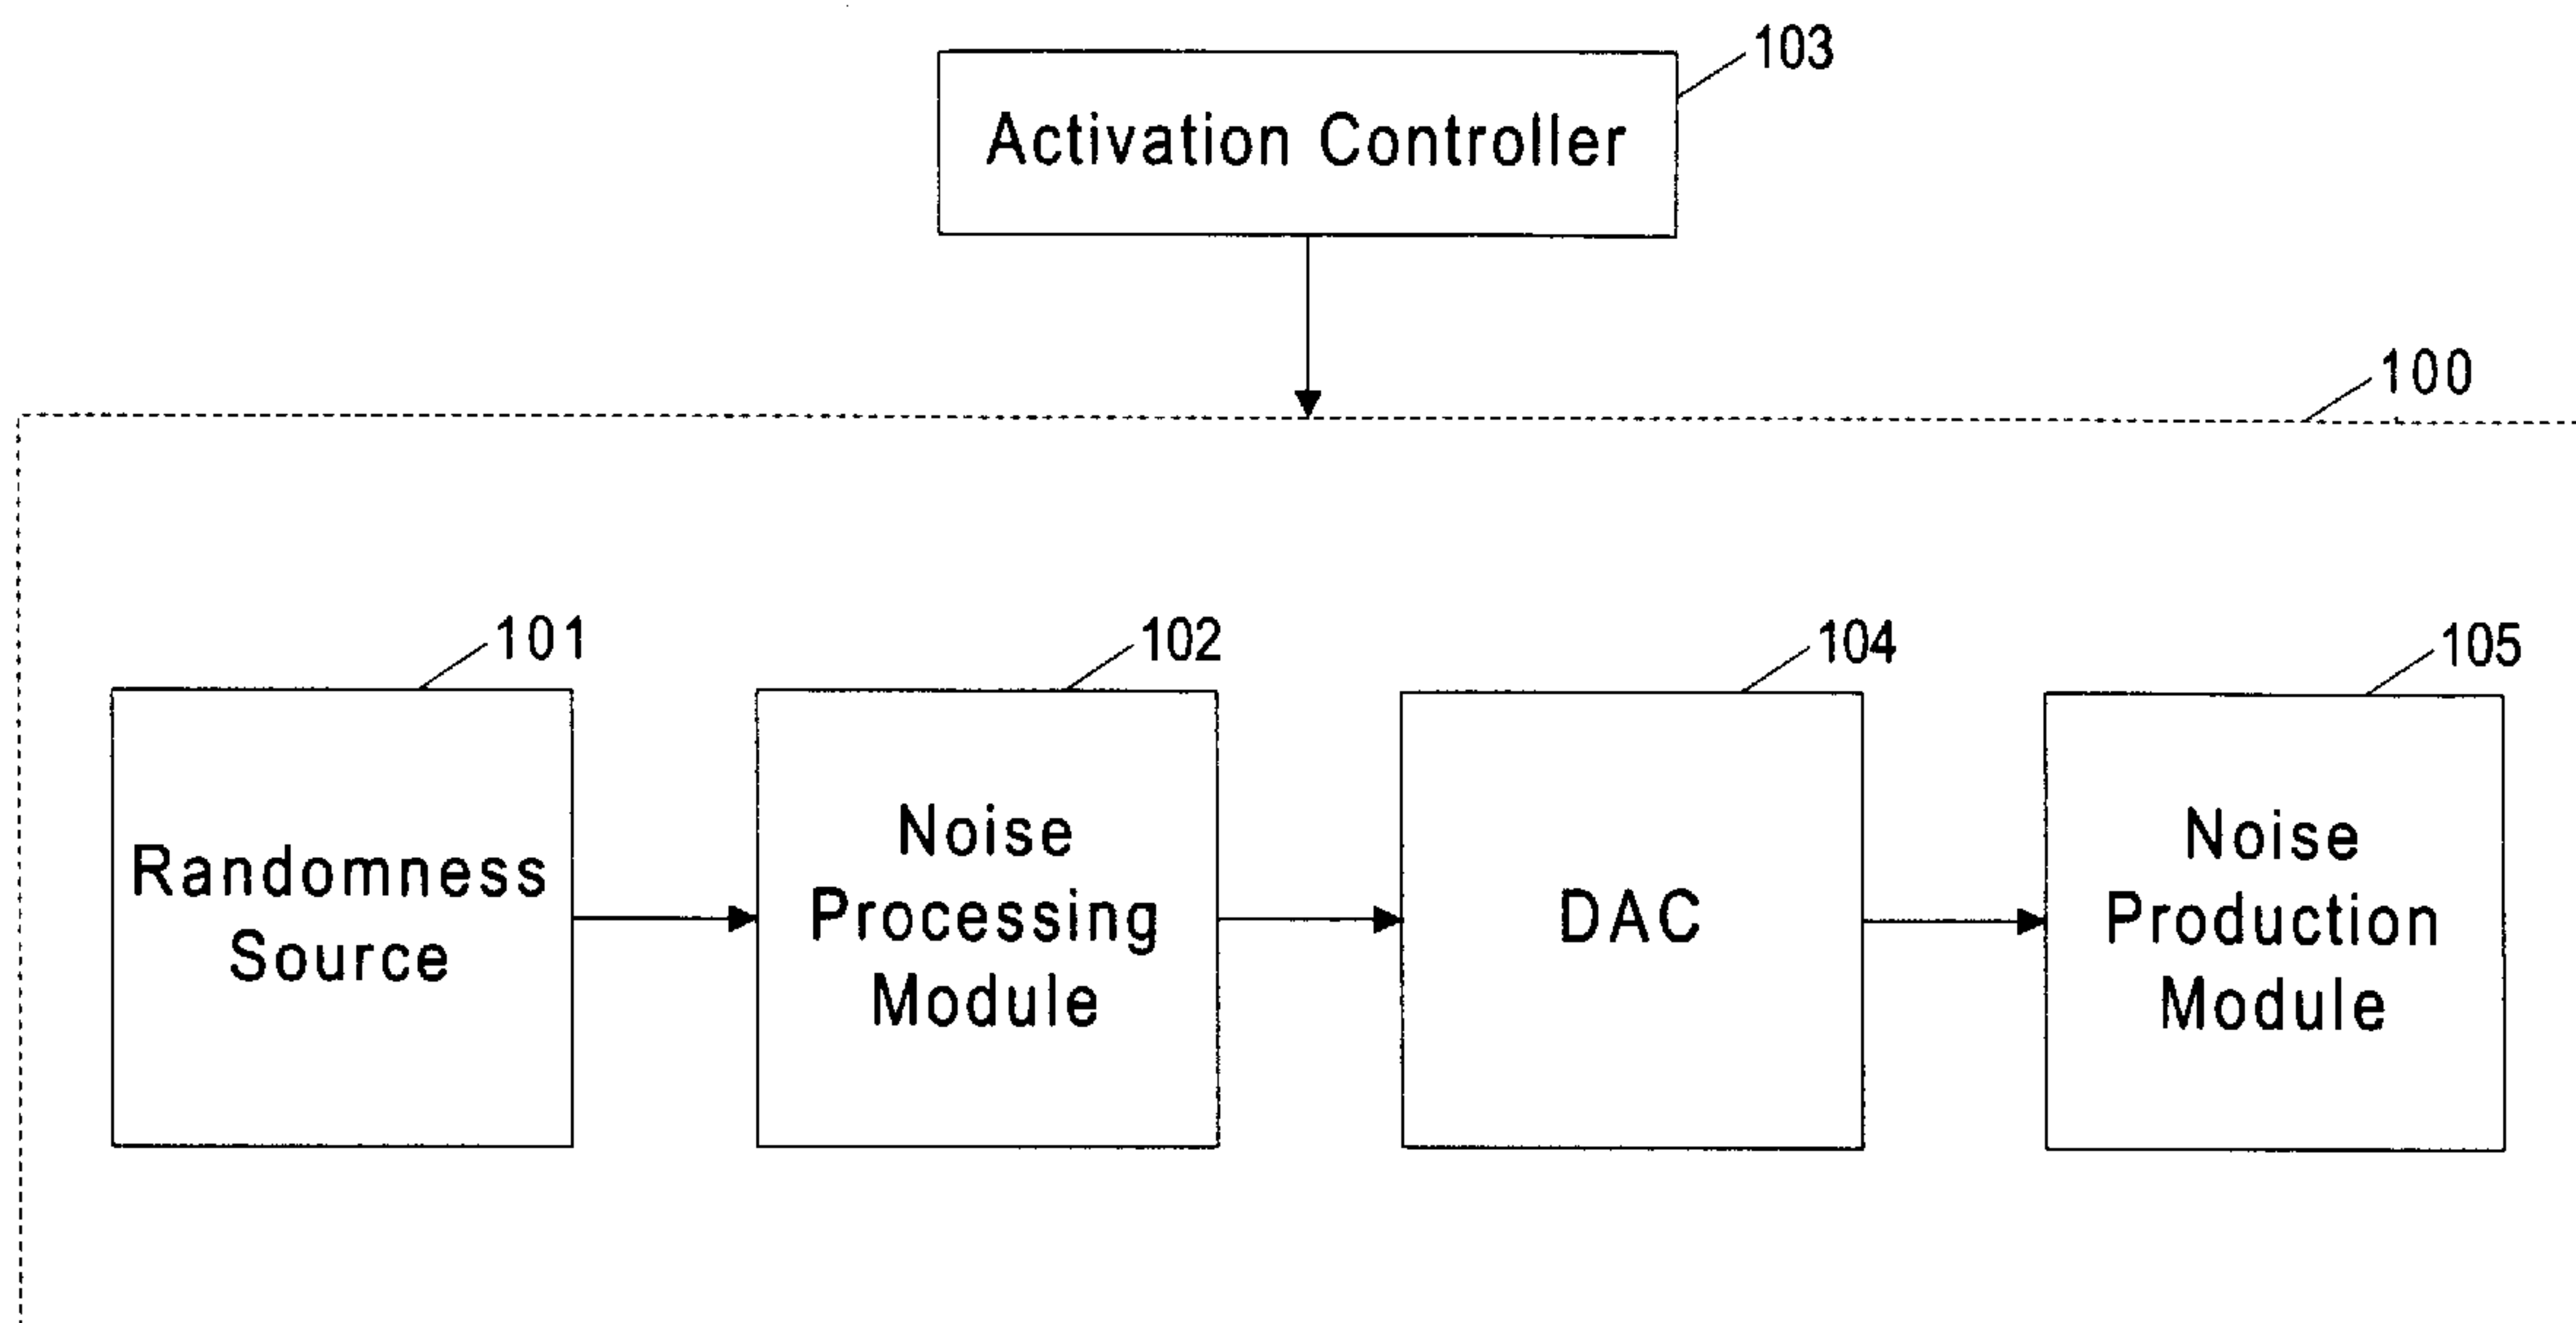 103
Activation Controller
100
101
102
104
105
Randomness
Source
Noise
Processing
Module
DAC
Noise
Production
Module